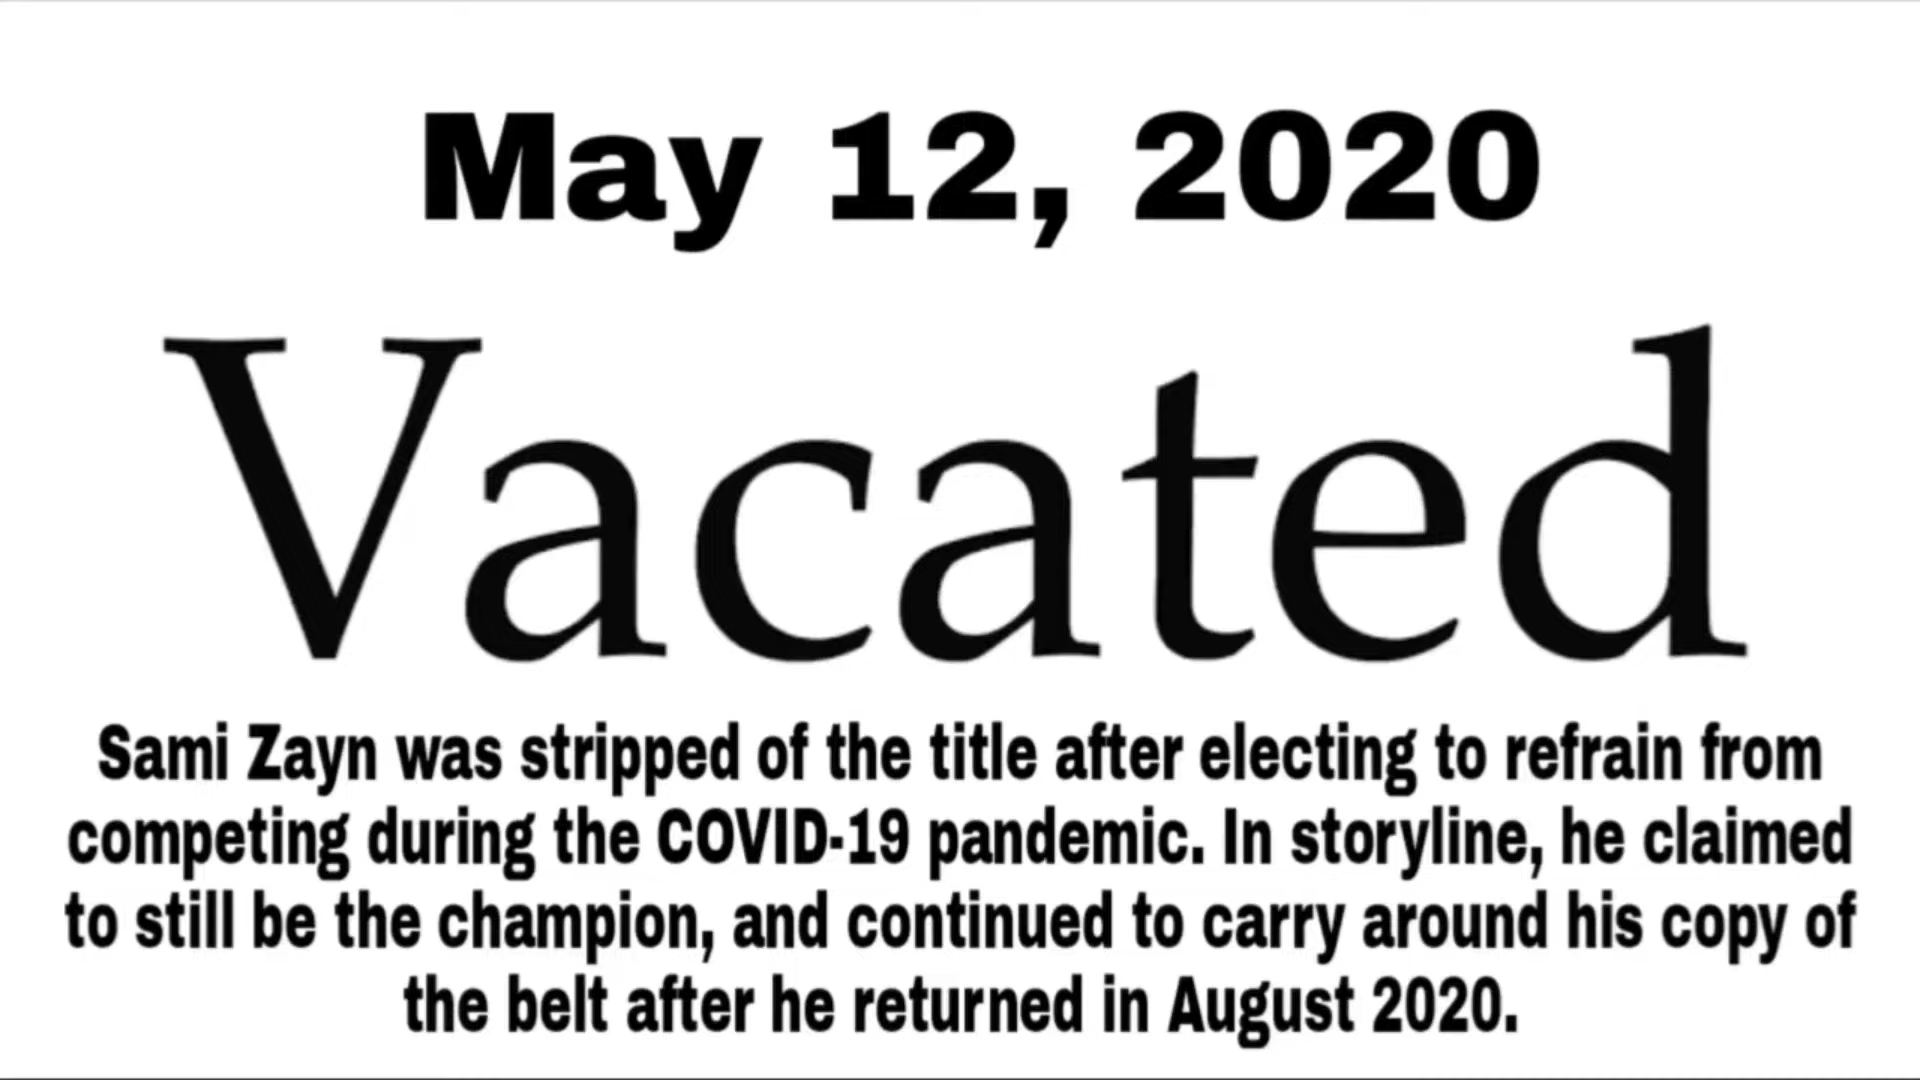 May 12, 2020
Vacated
Sami Zayn was stripped of the title after electing to refrain from
competing during the COVID-19 pandemic. In storyline, he claimed
to still be the champion, and continued to carry around his copy of
the belt after he returned in August 2020.